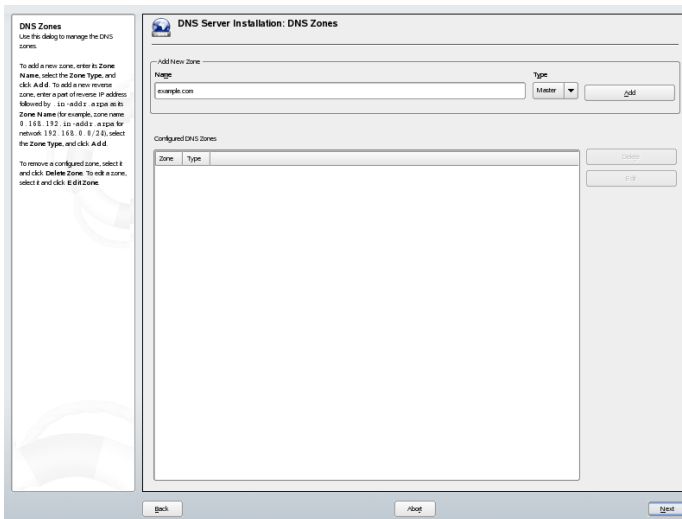 DNS Zones
Use this dialog to manage the DNS
zones.
To add a new zone, enter its Zone
Name, select the Zone Type, and
click Add. To add a new reverse
zone, enter a part of reverse IP address
followed by .in-addr.arpa as its
Zone Name (for example, zone name
0.168.192.in-addr.arpa for
network 192.168.0.0/24), select
the Zone Type, and click Add.
To remove a configured zone, select it
and click Delete Zone. To edit a zone,
select it and click Edit Zone.
DNS Server Installation: DNS Zones
Add New Zone
Name
Type
example.com
Master
Add
Configured DNS Zones
Zone Type
Delete
Edit
Back
Abort
Next